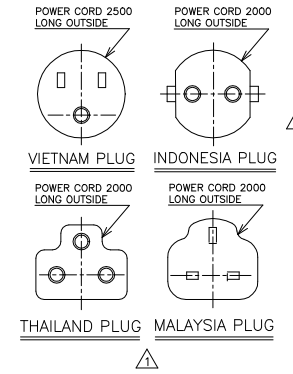 POWER CORD 2500
LONG OUTSIDE
POWER CORD 2000
LONG OUTSIDE
VIETNAM PLUG
INDONESIA PLUG
POWER CORD 2000
LONG OUTSIDE
POWER CORD 2000
LONG OUTSIDE
THAILAND PLUG
MALAYSIA PLUG
1